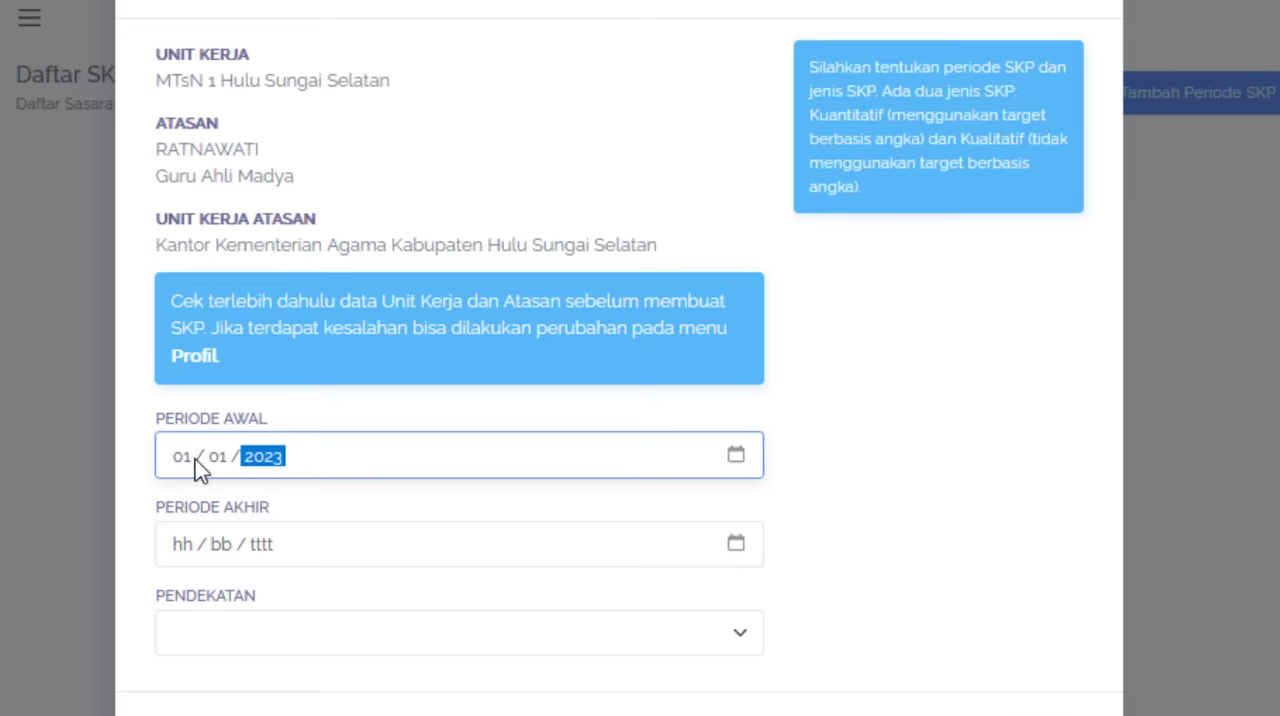 Daftar SK
Daftar Sasara
Tambah Periode SKP
UNIT KERJA
MTsN 1 Hulu Sungai Selatan
ATASAN
RATNAWATI
Guru Ahli Madya
UNIT KERJA ATASAN
Kantor Kementerian Agama Kabupaten Hulu Sungai Selatan
Silahkan tentukan periode SKP dan
jenis SKP. Ada dua jenis SKP:
Kuantitatif (menggunakan target
berbasis angka) dan Kualitatif (tidak
menggunakan target berbasis
angka).
Cek terlebih dahulu data Unit Kerja dan Atasan sebelum membuat
SKP. Jika terdapat kesalahan bisa dilakukan perubahan pada menu
Profil.
PERIODE AWAL
01 / 01 / 2023
PERIODE AKHIR
hh / bb / tttt
PENDEKATAN